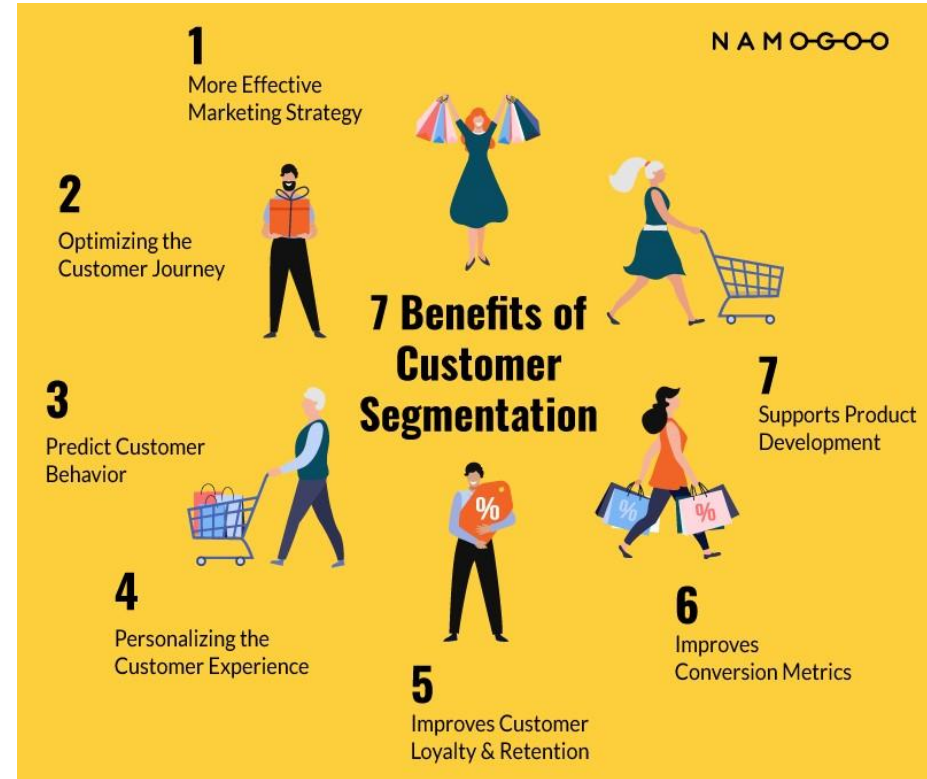 NAMOGOO
1
More Effective
Marketing Strategy
2
Optimizing the
Customer Journey
7 Benefits of
Customer
Segmentation
3
Predict Customer
Behavior
4
Personalizing the
Customer Experience
%
5
Improves Customer
Loyalty & Retention
%
%
6
Improves
Conversion Metrics
7
Supports Product
Development